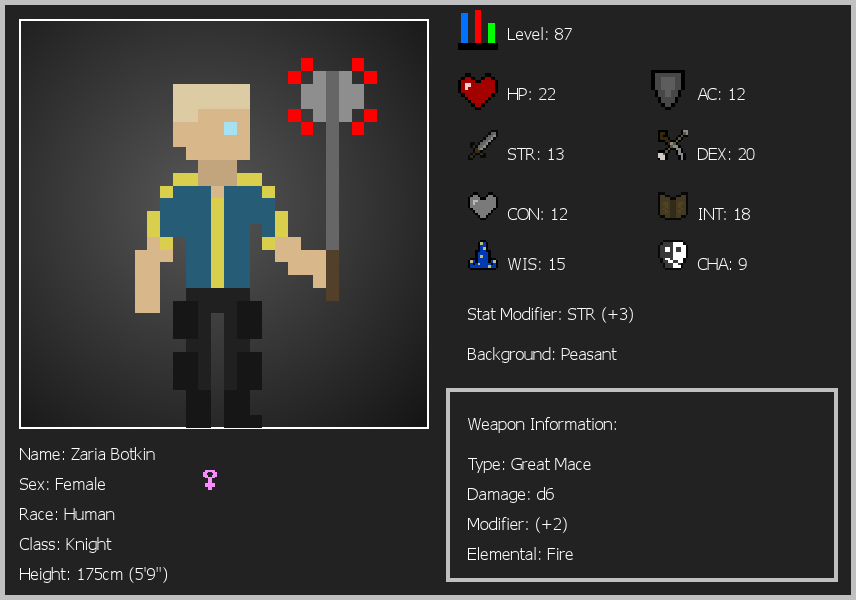 Level: 87
HP: 22
AC: 12
STR: 13
DEX: 20
CON: 12
INT: 18
WIS: 15
CHA: 9
Stat Modifier: STR (+3)
Background: Peasant
Weapon Information:
Type: Great Mace
Damage: d6
Modifier: (+2)
Elemental: Fire
Name: Zaria Botkin
Sex: Female
Race: Human
Class: Knight
Height: 175cm (5'9")